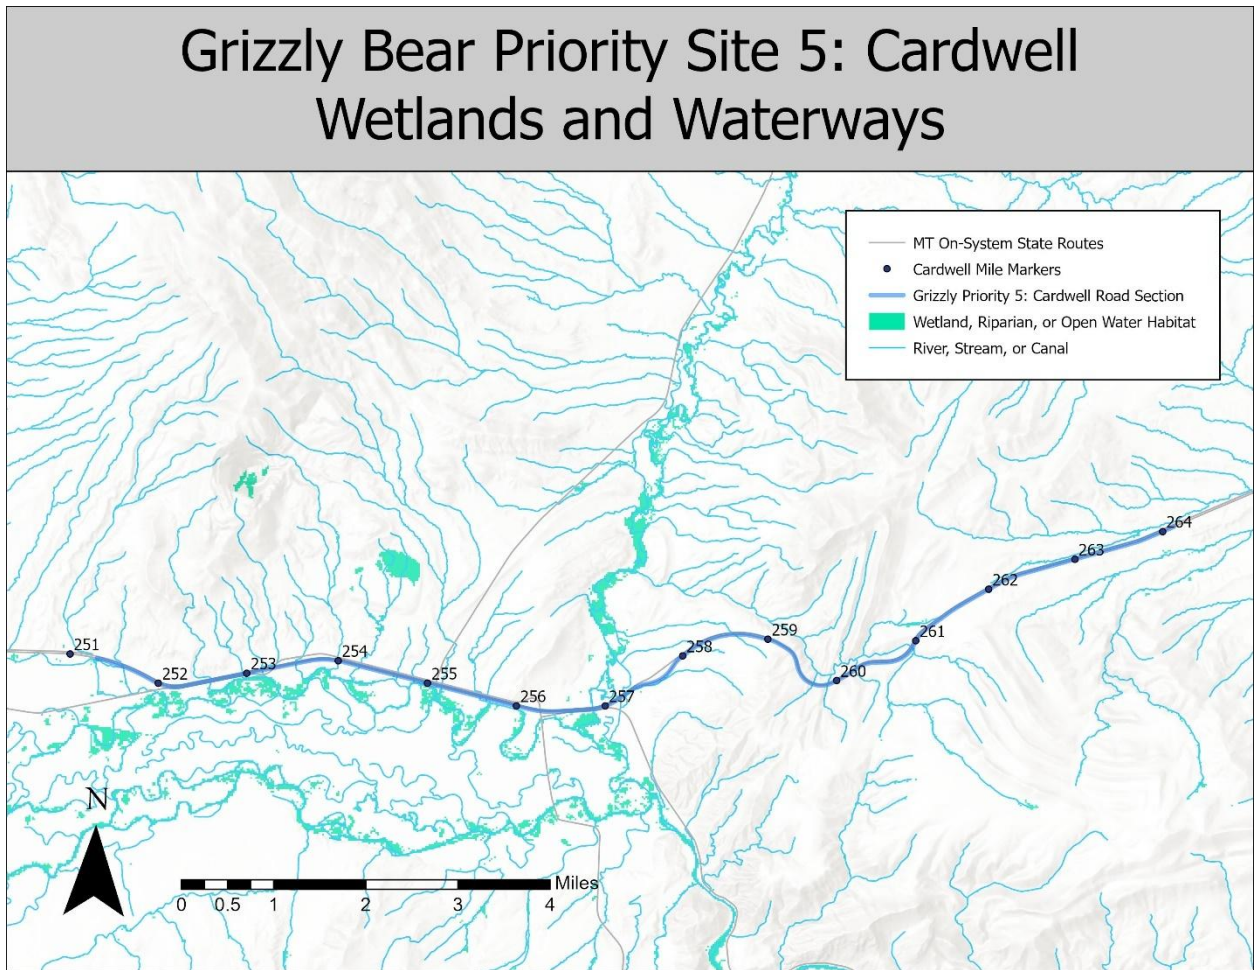 Grizzly Bear Priority Site 5: Cardwell
Wetlands and Waterways
MT On-System State Routes
Cardwell Mile Markers
Grizzly Priority 5: Cardwell Road Section
Wetland, Riparian, or Open Water Habitat
River, Stream, or Canal
264
263
262
261
260
259
258
257
256
255
254
253
252
251
N
Miles
0 0.5 1 2 3 4